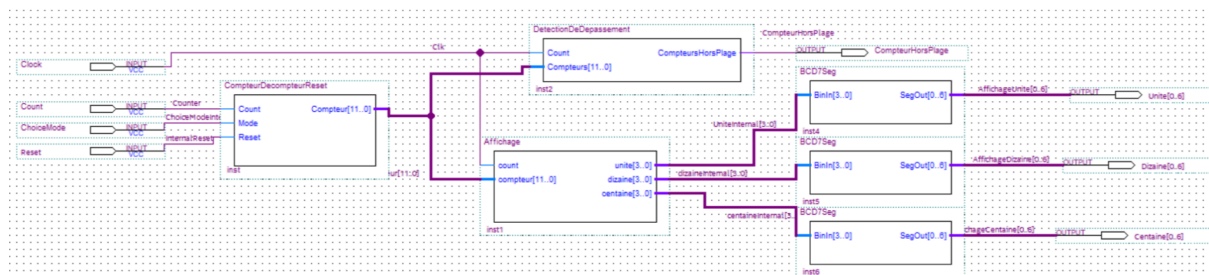 DetectionDeDepassement
Clk
Count
Compteurs[11..0]
CompteursHorsPlage
inst2
CompteurHorsPlage
OUTPUT
CompteurHorsPlage
Clock
INPUT
VCC
Count
INPUT
VCC
Counter
ChoiceMode
INPUT
VCC
Reset
INPUT
VCC
InternalReset
CompteurDecompteurReset
Count
Mode
Reset
Compteur[11..0]
inst
ur[11..0]
Affichage
count
compteur[11..0]
unite[3..0]
dizaine[3..0]
centaine[3..0]
inst1
UniteInternal[3..0]
dizaineInternal[3..0]
centaineInternal[3..
BCD7Seg
BinIn[3..0]
SegOut[0..6]
inst4
AffichageUnite[0..6]
OUTPUT
Unite[0..6]
BCD7Seg
BinIn[3..0]
SegOut[0..6]
inst5
AffichageDizaine[0..6]
OUTPUT
Dizaine[0..6]
BCD7Seg
BinIn[3..0]
SegOut[0..6]
inst6
chageCentaine[0..6]
OUTPUT
Centaine[0..6]